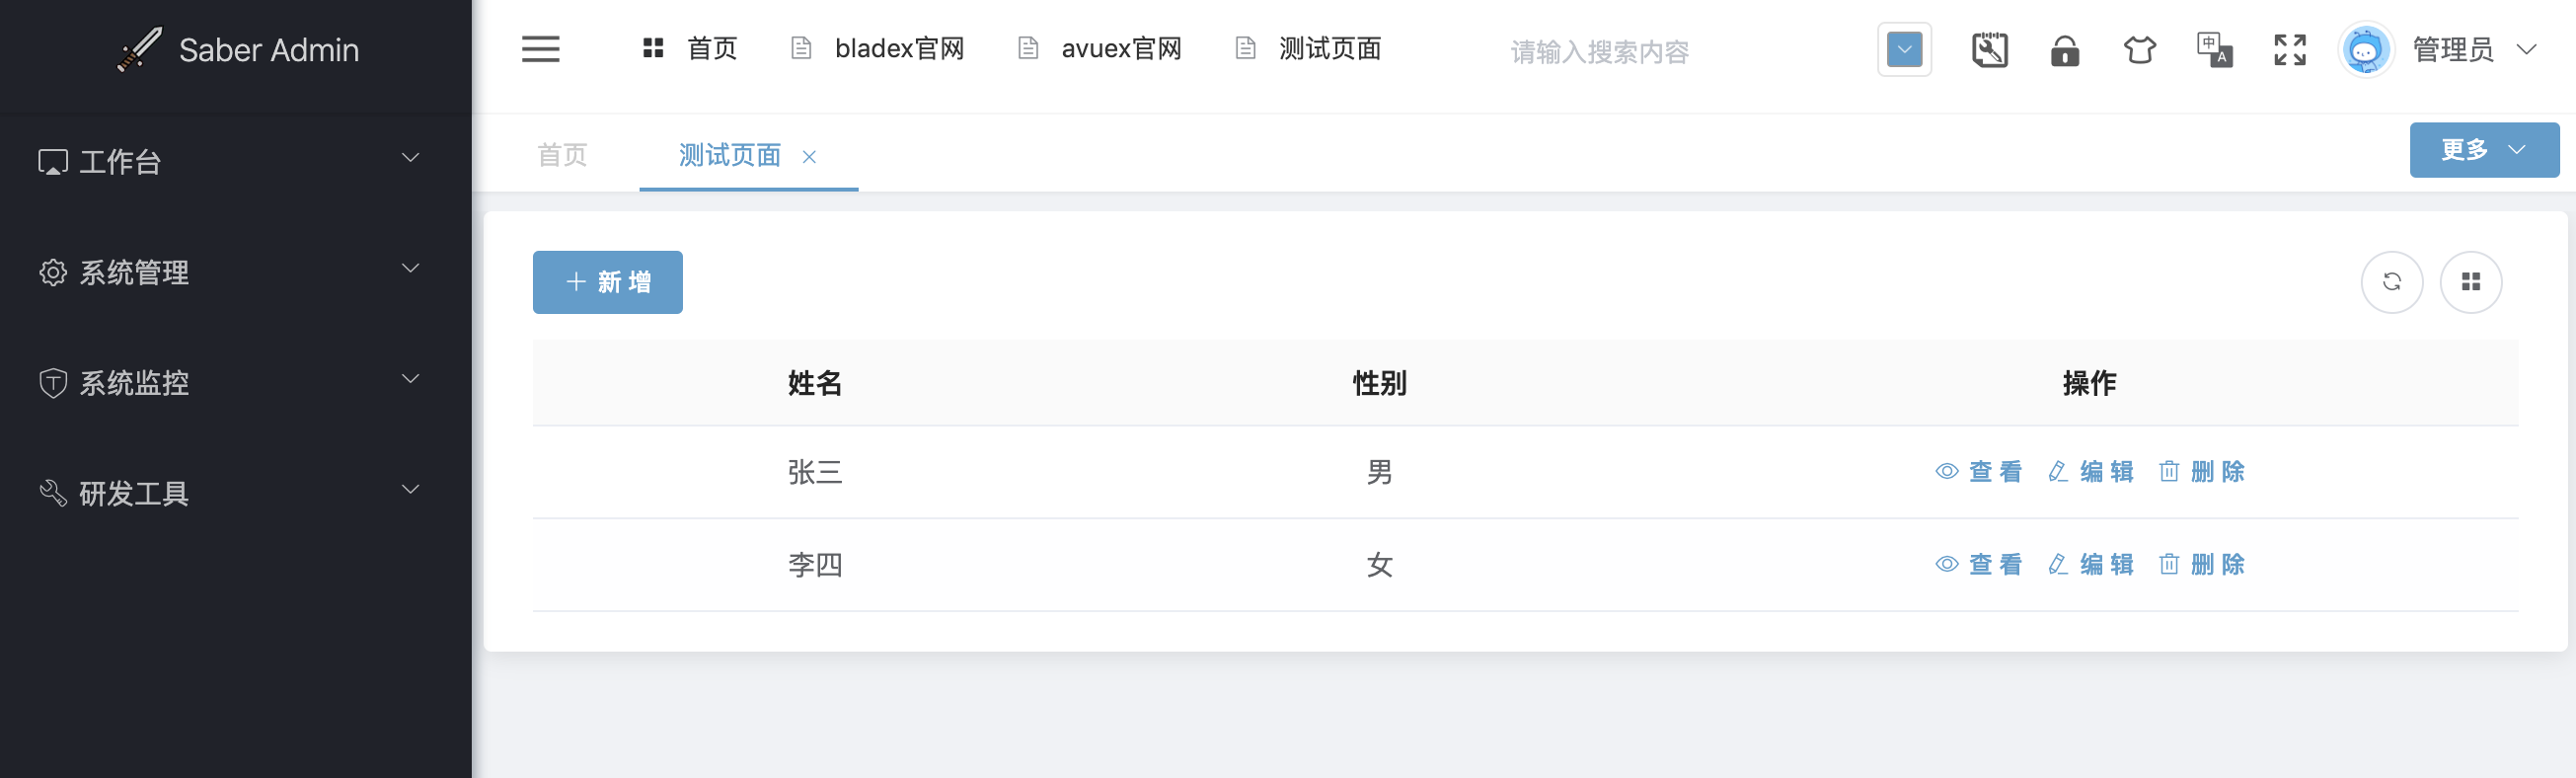 Saber Admin
首页 bladex官网 avuex官网 测试页面 请输入搜索内容 中 A 管理员
工作台
系统管理
系统监控
研发工具
首页 测试页面 更多
新 增
姓名 性别 操作
张三 男 查 看 编 辑 删 除
李四 女 查 看 编 辑 删 除